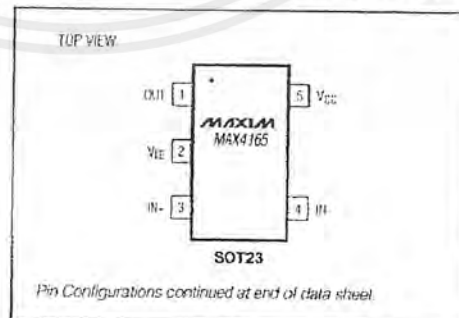 TOP VIEW
OUT 1
5 VCC
MAXIM
MAX4165
VEE 2
IN- 3
4 IN-
SOT23
Pin Configurations continued at end of data sheet.